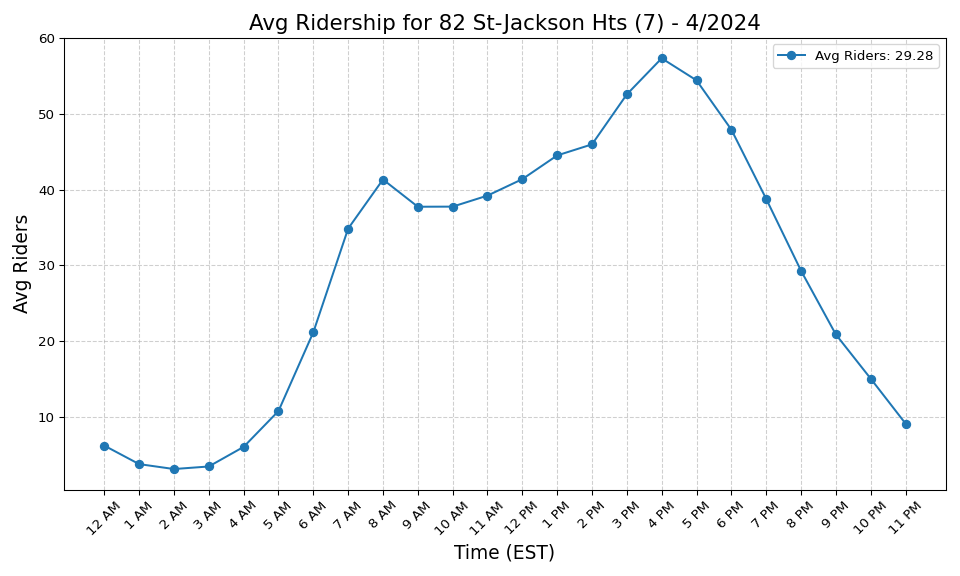 Avg Ridership for 82 St-Jackson Hts (7) - 4/2024
Avg Riders: 29.28
Avg Riders
60
50
40
30
20
10
12 AM
1 AM
2 AM
3 AM
4 AM
5 AM
6 AM
7 AM
8 AM
9 AM
10 AM
11 AM
12 PM
1 PM
2 PM
3 PM
4 PM
5 PM
6 PM
7 PM
8 PM
9 PM
10 PM
11 PM
Time (EST)